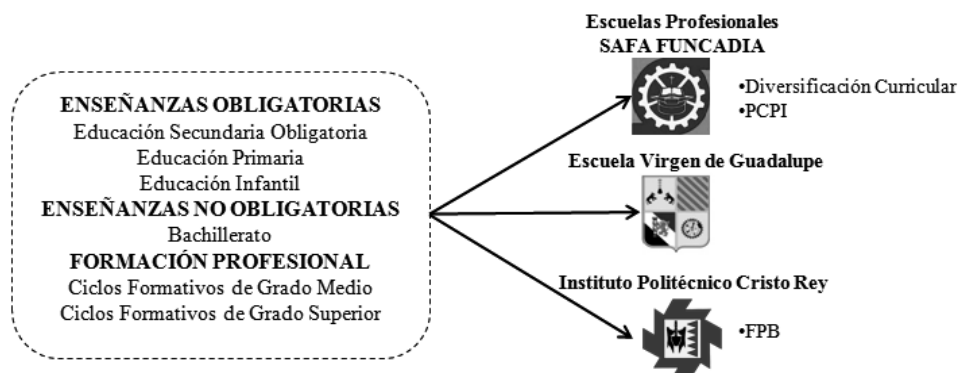 ENSEÑANZAS OBLIGATORIAS
Educación Secundaria Obligatoria
Educación Primaria
Educación Infantil
ENSEÑANZAS NO OBLIGATORIAS
Bachillerato
FORMACIÓN PROFESIONAL
Ciclos Formativos de Grado Medio
Ciclos Formativos de Grado Superior
Escuelas Profesionales
SAFA FUNCADIA
•Diversificación Curricular
•PCPI
Escuela Virgen de Guadalupe
Instituto Politécnico Cristo Rey
•FPB